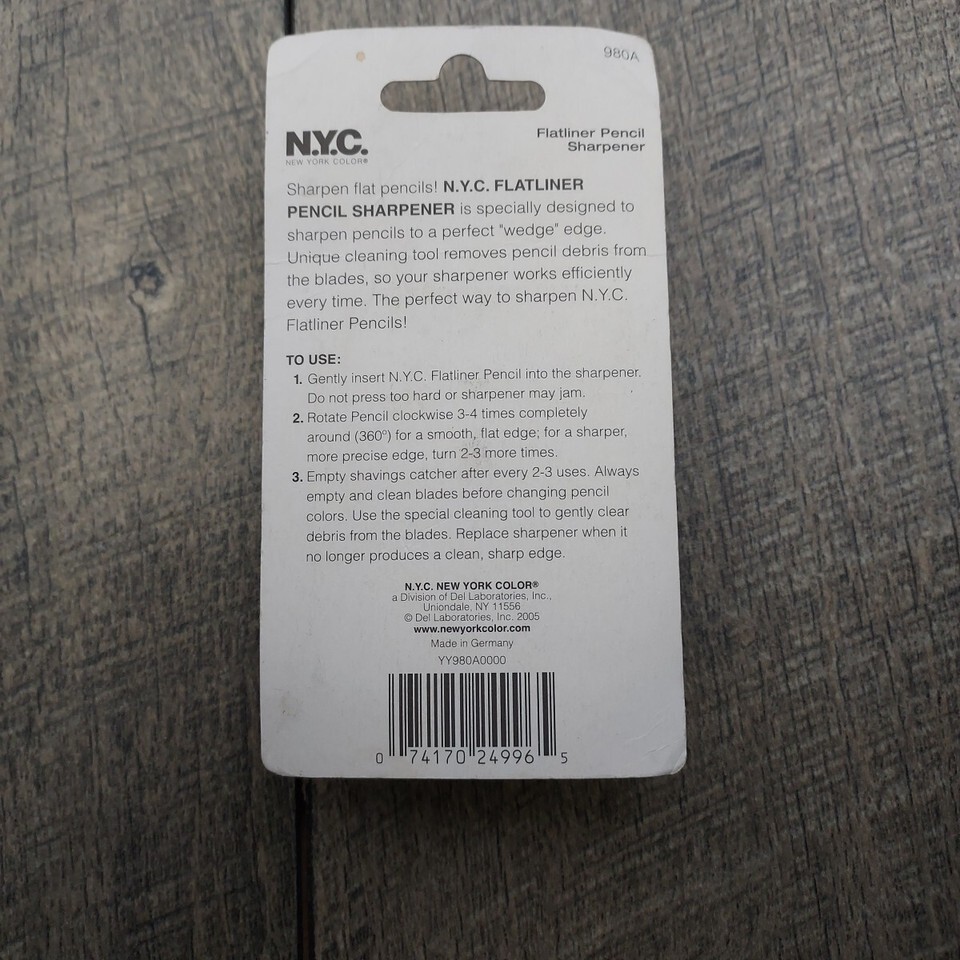 980A
N.Y.C.
NEW YORK COLOR®
Flatliner Pencil
Sharpener
Sharpen flat pencils! N.Y.C. FLATLINER
PENCIL SHARPENER is specially designed to
sharpen pencils to a perfect "wedge" edge.
Unique cleaning tool removes pencil debris from
the blades, so your sharpener works efficiently
every time. The perfect way to sharpen N.Y.C.
Flatliner Pencils!
TO USE:
1. Gently insert N.Y.C. Flatliner Pencil into the sharpener.
Do not press too hard or sharpener may jam.
2. Rotate Pencil clockwise 3-4 times completely
around (360º) for a smooth, flat edge; for a sharper,
more precise edge, turn 2-3 more times.
3. Empty shavings catcher after every 2-3 uses. Always
empty and clean blades before changing pencil
colors. Use the special cleaning tool to gently clear
debris from the blades. Replace sharpener when it
no longer produces a clean, sharp edge.
N.Y.C. NEW YORK COLOR®
a Division of Del Laboratories, Inc.,
Uniondale, NY 11556
© Del Laboratories, Inc. 2005
www.newyorkcolor.com
Made in Germany
YY980A0000
0 74170 24996 5